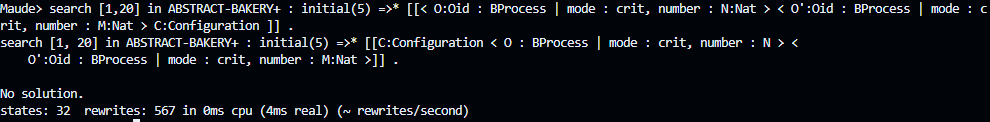 Maude> search [1,20] in ABSTRACT-BAKERY+ : initial(5) =>* [[< O:Oid : BProcess | mode : crit, number : N:Nat > < O':Oid : BProcess | mode : c
rit, number : M:Nat > C:Configuration ]] .
search [1, 20] in ABSTRACT-BAKERY+ : initial(5) =>* [[C:Configuration < O : BProcess | mode : crit, number : N > <
O':Oid : BProcess | mode : crit, number : M:Nat >]] .
No solution.
states: 32 rewrites: 567 in 0ms cpu (4ms real) (~ rewrites/second)